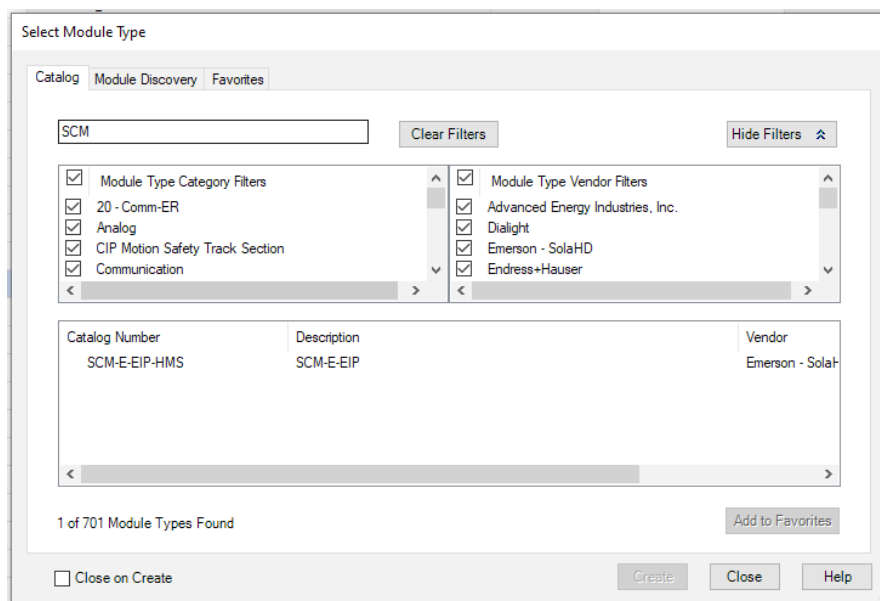 Select Module Type
Catalog Module Discovery Favorites
SCM Clear Filters Hide Filters
Module Type Category Filters
20 - Comm-ER
Analog
CIP Motion Safety Track Section
Communication
Module Type Vendor Filters
Advanced Energy Industries, Inc.
Dialight
Emerson - SolaHD
Endress+Hauser
Catalog Number Description Vendor
SCM-E-EIP-HMS SCM-E-EIP Emerson - SolaH
1 of 701 Module Types Found Add to Favorites
Close on Create Create Close Help